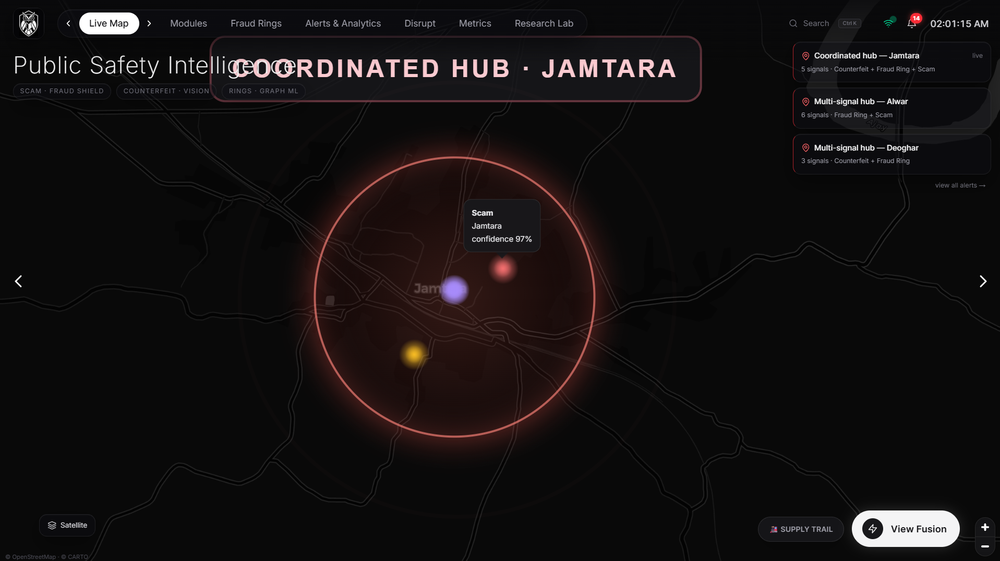 Live Map
Modules
Fraud Rings
Alerts & Analytics
Disrupt
Metrics
Research Lab
Search
Ctrl K
14
02:01:15 AM
Public Safety Intelligence
COORDINATED HUB · JAMTARA
SCAM · FRAUD SHIELD
COUNTERFEIT · VISION
RINGS · GRAPH ML
Coordinated hub — Jamtara
live
5 signals · Counterfeit + Fraud Ring + Scam
Multi-signal hub — Alwar
6 signals · Fraud Ring + Scam
Ajay
Multi-signal hub — Deoghar
3 signals · Counterfeit + Fraud Ring
view all alerts →
Scam
Jamtara
confidence 97%
Jamtara
Satellite
SUPPLY TRAIL
View Fusion
+
−
© OpenStreetMap · © CARTO